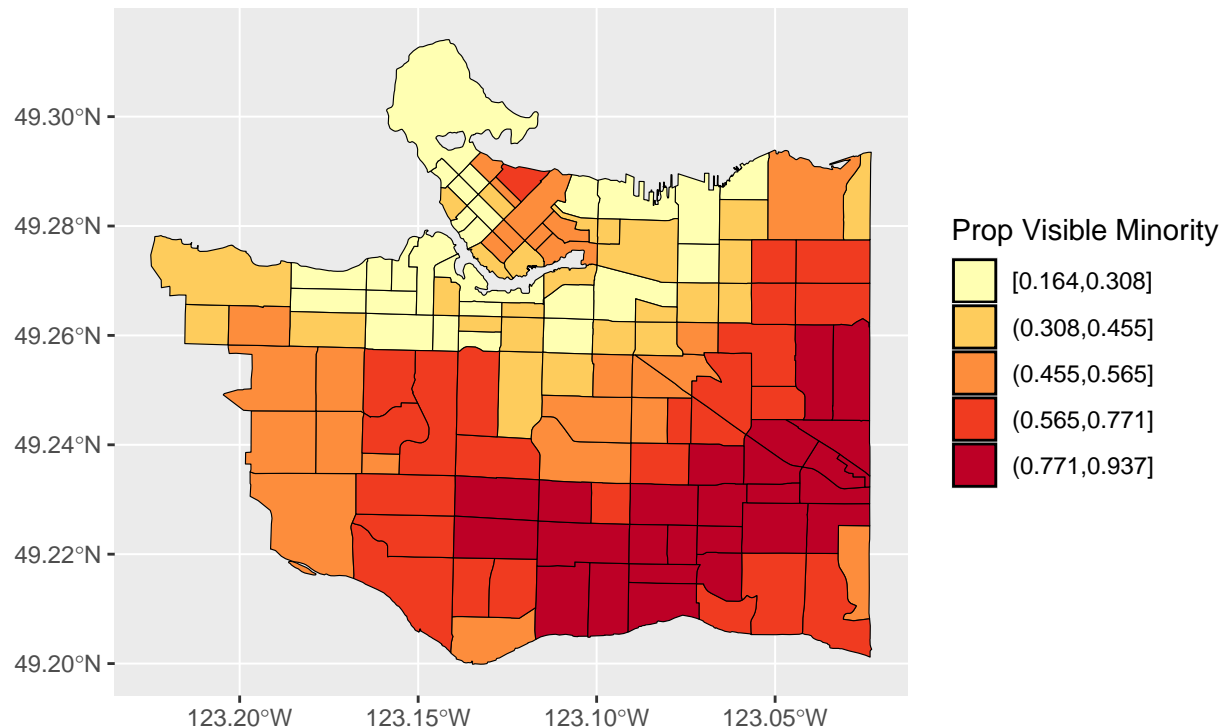 49.30°N
49.28°N
49.26°N
49.24°N
49.22°N
49.20°N
123.20°W 123.15°W 123.10°W 123.05°W
Prop Visible Minority
[0.164,0.308]
(0.308,0.455]
(0.455,0.565]
(0.565,0.771]
(0.771,0.937]